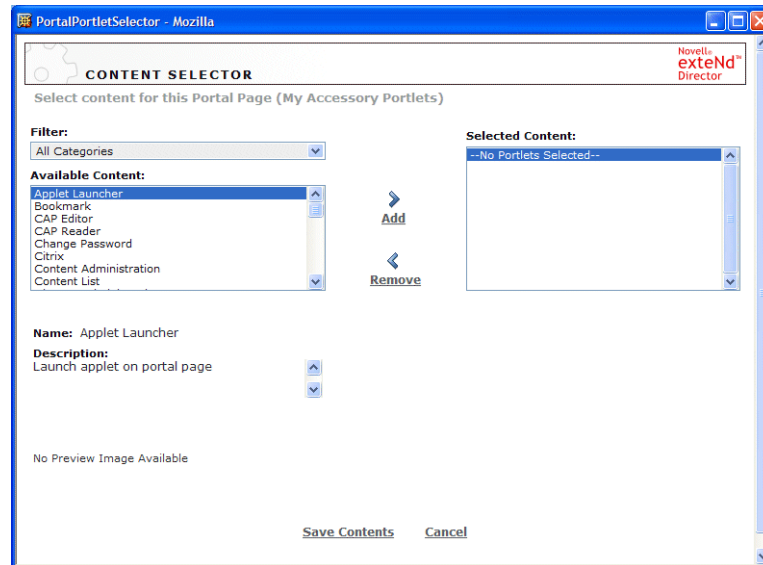 PortalPortletSelector - Mozilla
CONTENT SELECTOR
Novell®
exteNd™
Director
Select content for this Portal Page (My Accessory Portlets)
Filter:
All Categories
Available Content:
Applet Launcher
Bookmark
CAP Editor
CAP Reader
Change Password
Citrix
Content Administration
Content List
Add
Remove
Selected Content:
--No Portlets Selected--
Name: Applet Launcher
Description:
Launch applet on portal page
No Preview Image Available
Save Contents Cancel